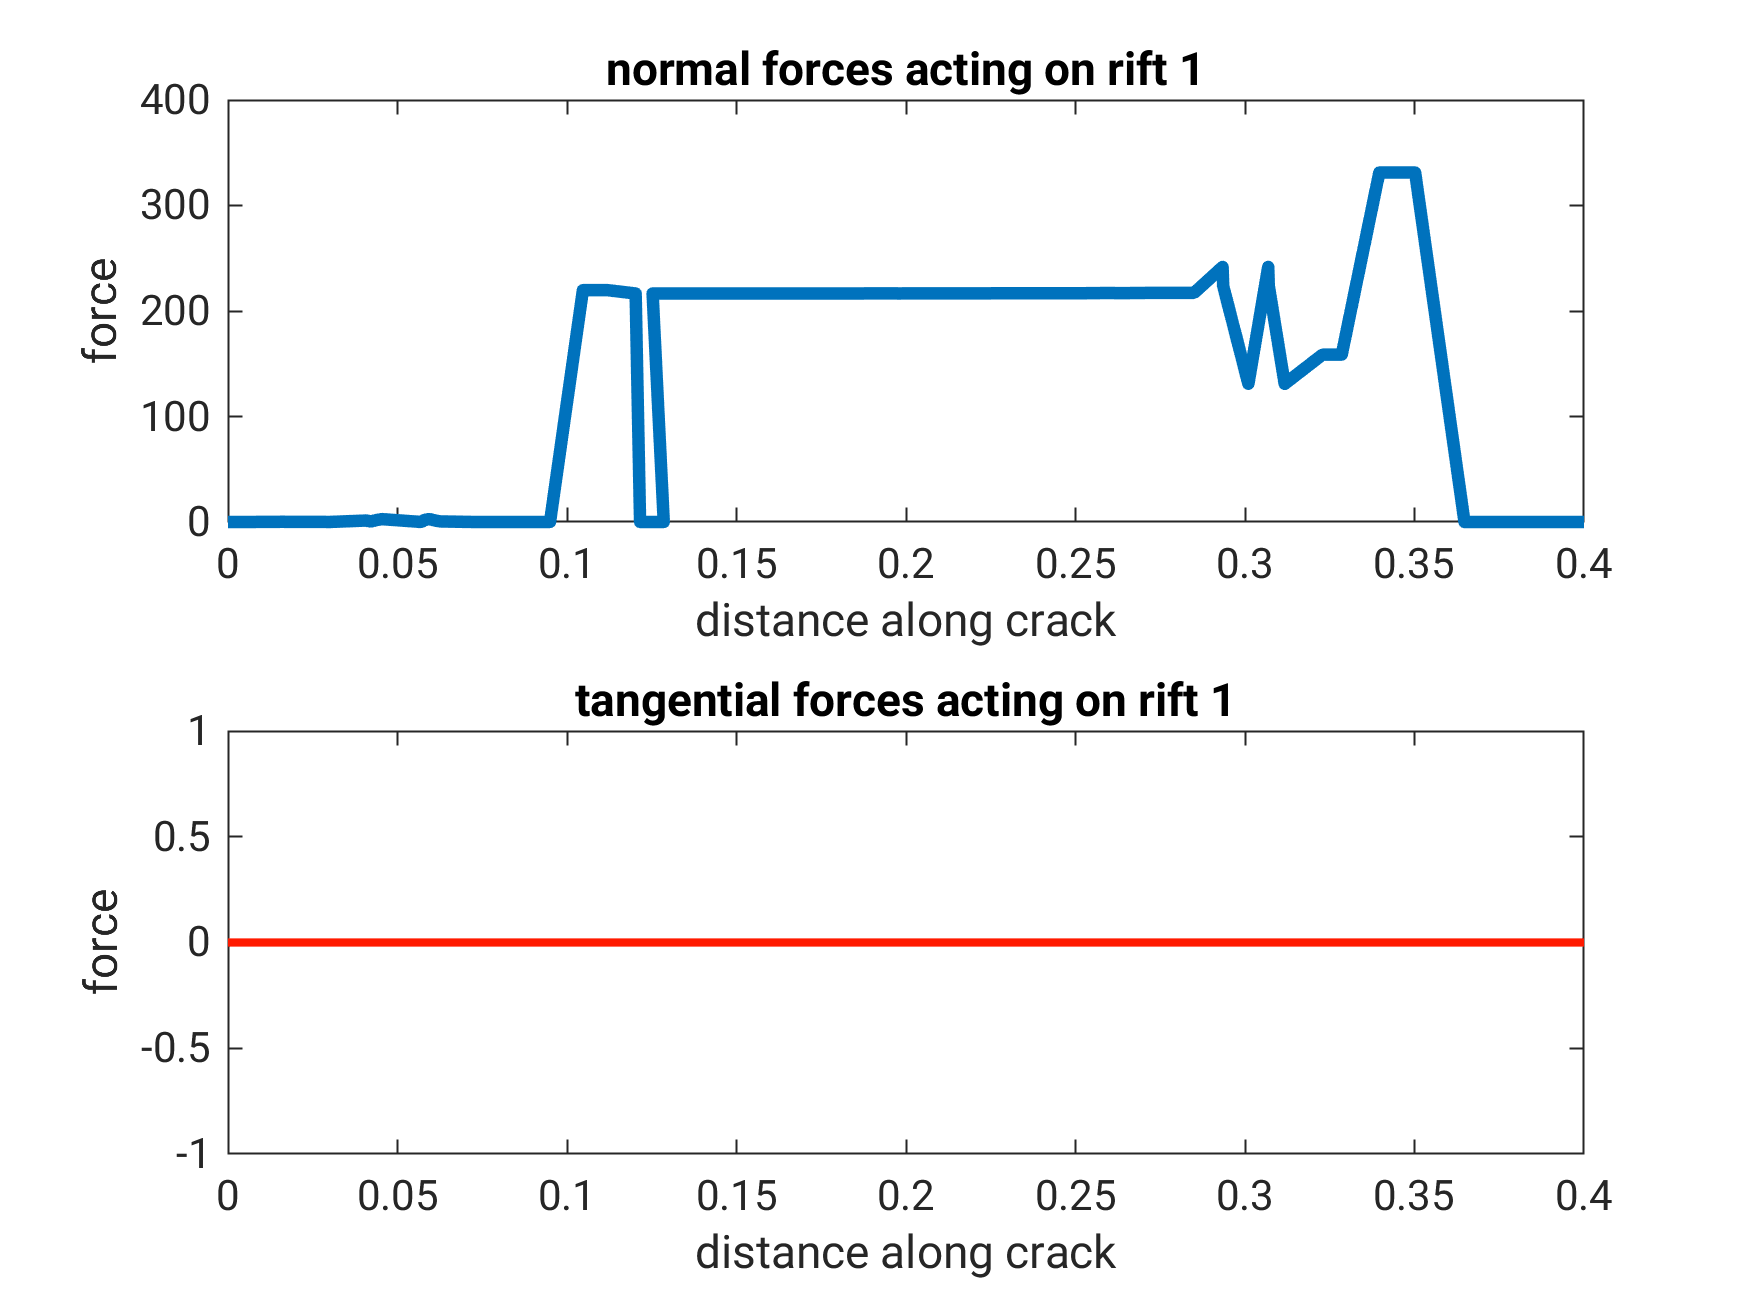 normal forces acting on rift 1
400
300
200
100
0
force
0 0.05 0.1 0.15 0.2 0.25 0.3 0.35 0.4
distance along crack
tangential forces acting on rift 1
1
0.5
0
-0.5
-1
force
0 0.05 0.1 0.15 0.2 0.25 0.3 0.35 0.4
distance along crack